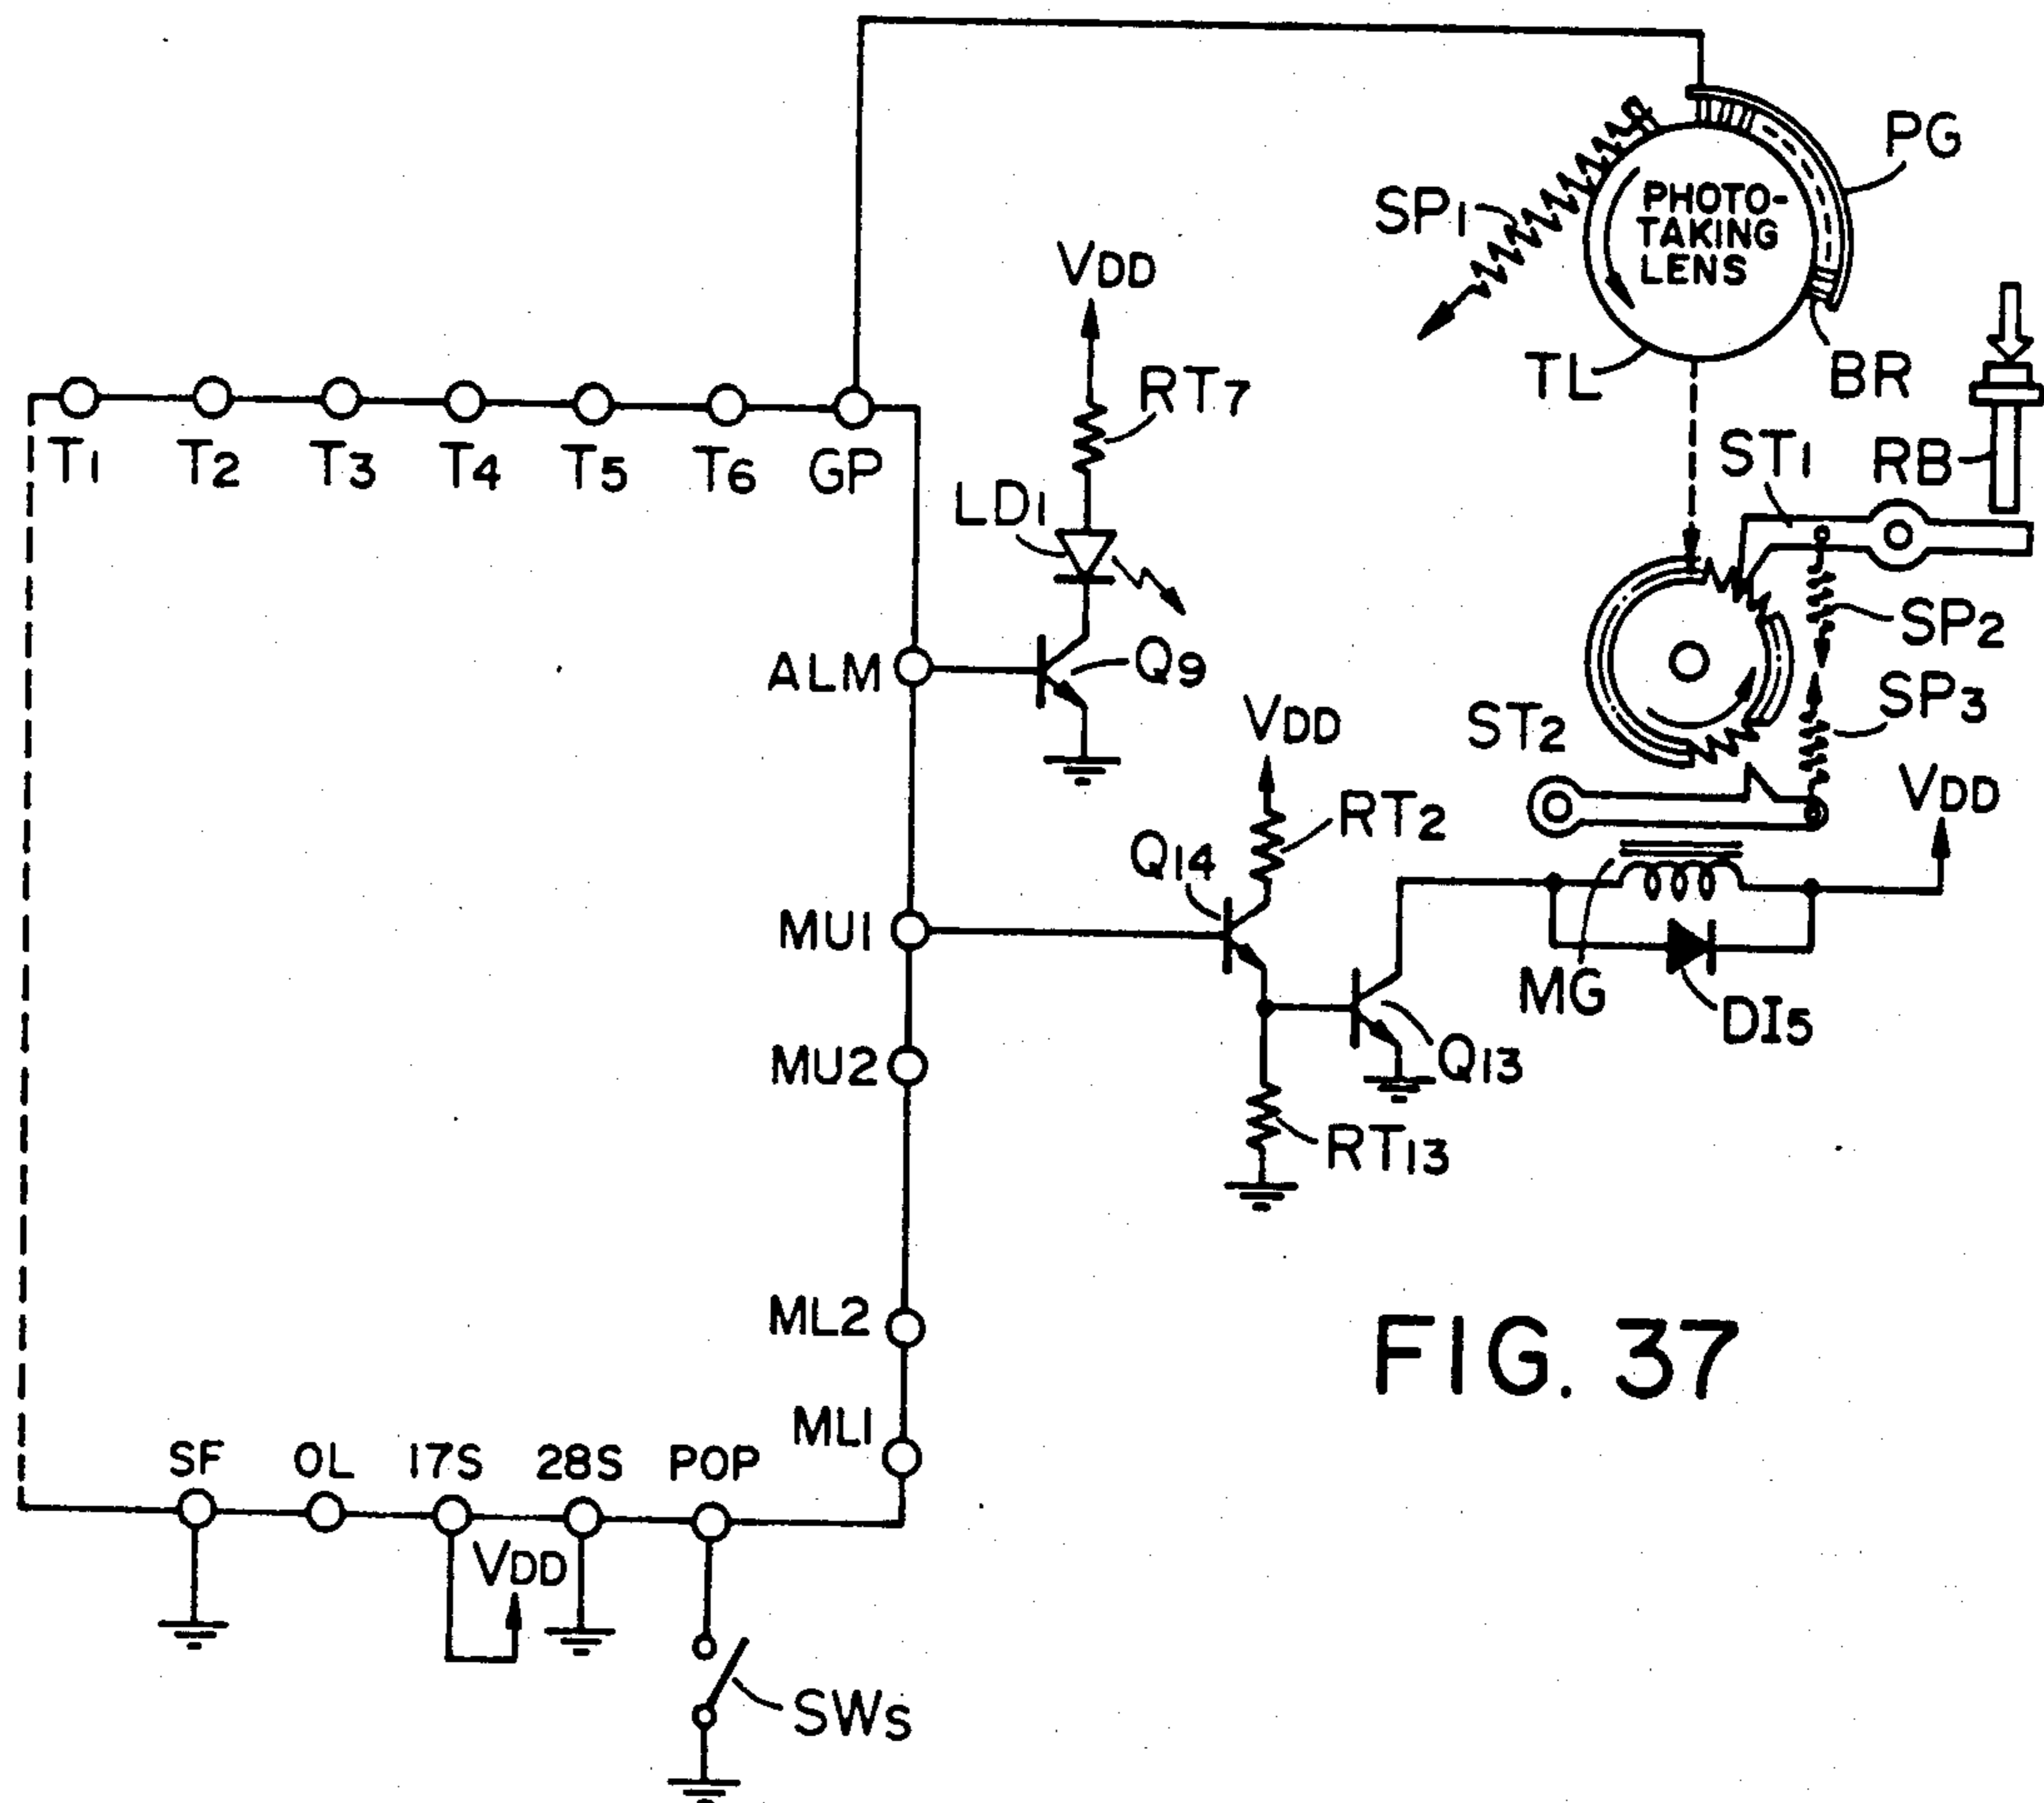 PG
SP1
PHOTO-
TAKING
LENS
VDD
TL
BR
RT7
ST1
RB
T1
T2
T3
T4
T5
T6
GP
LD1
SP2
ALM
Q9
SP3
VDD
ST2
VDD
RT2
Q14
MU1
MG
DI5
MU2
Q13
RT13
ML2
FIG. 37
ML1
SF
OL
17S
28S
POP
VDD
SWS